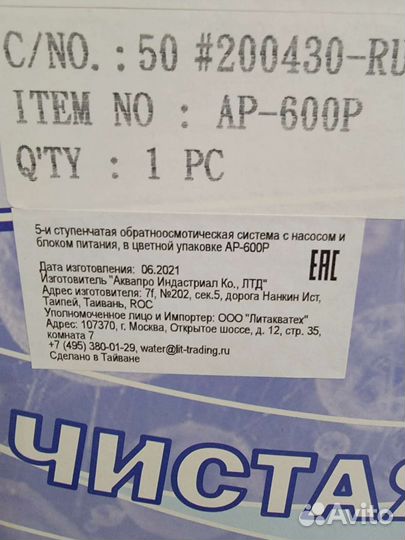 C/NO.: 50 #200430-RU
ITEM NO : AP-600P
Q'TY : 1 PC
5-и ступенчатая обратноосмотическая система с насосом и
блоком питания, в цветной упаковке AP-600P
Дата изготовления: 06.2021
Изготовитель "Аквапро Индастриал Ко., ЛТД"
Адрес изготовителя: 7f, №202, сек.5, дорога Нанкин Ист,
Тайпей, Тайвань, ROC
Уполномоченное лицо и Импортер: ООО "Литакватех"
Адрес: 107370, г. Москва, Открытое шоссе, д. 12, стр. 35,
комната 7
+7 (495) 380-01-29, water@lit-trading.ru
Сделано в Тайване
EAC
ЧИСТАЯ
Avito